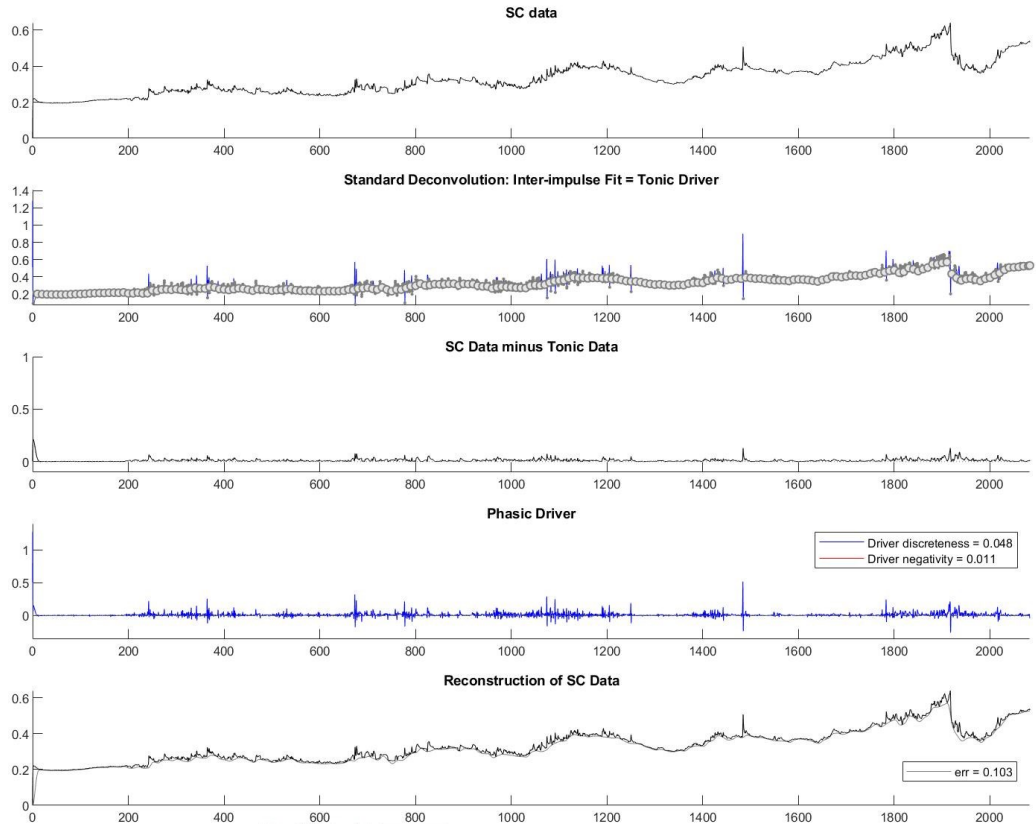 SC data
0.6
0.4
0.2
0
0 200 400 600 800 1000 1200 1400 1600 1800 2000
Standard Deconvolution: Inter-impulse Fit = Tonic Driver
1.4
1.2
1
0.8
0.6
0.4
0.2
0 200 400 600 800 1000 1200 1400 1600 1800 2000
SC Data minus Tonic Data
1
0.5
0
0 200 400 600 800 1000 1200 1400 1600 1800 2000
Phasic Driver
Driver discreteness = 0.048
Driver negativity = 0.011
1
0.5
0
0 200 400 600 800 1000 1200 1400 1600 1800 2000
Reconstruction of SC Data
0.6
0.4
0.2
0
err = 0.103
0 200 400 600 800 1000 1200 1400 1600 1800 2000